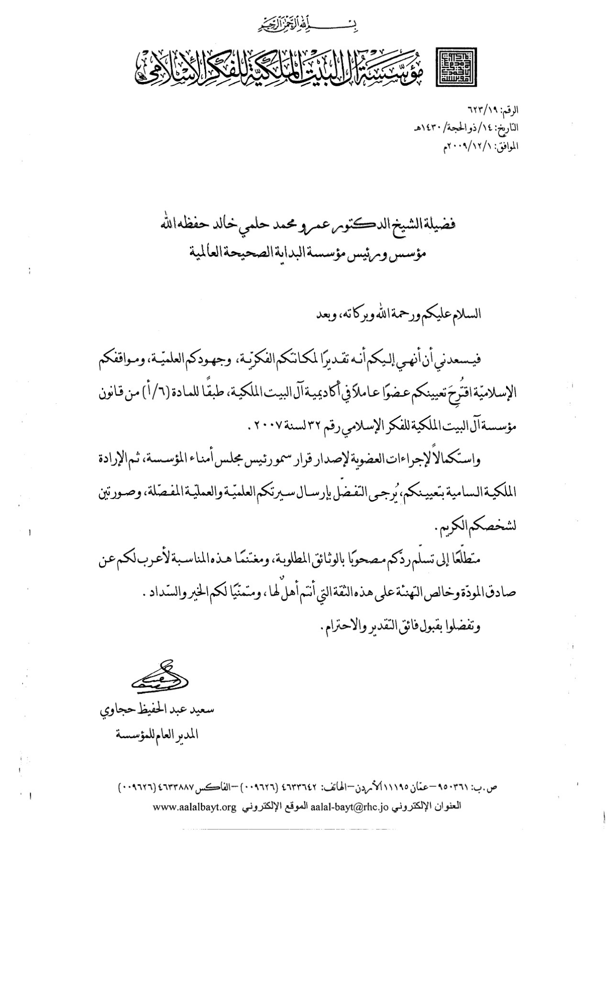 بسم الله الرحمن الرحيم
مؤسسة آل البيت الملكية للفكر الإسلامي
الرقم: ٦٢٣/١٩
التاريخ: ١٤/ذو الحجة/١٤٣٠هـ
الموافق: ٢٠٠٩/١٢/١م
فضيلة الشيخ الدكتور عمرو محمد حلمي خالد حفظه الله
مؤسس ورئيس مؤسسة البداية الصحيحة العالمية
السلام عليكم ورحمة الله وبركاته، وبعد
فيسعدني أن أنهي إليكم أنه تقديرًا لمكانتكم الفكريّة، وجهودكم العلميّة، ومواقفكم
الإسلاميّة اقتُرِحَ تعيينكم عضوًا عاملاً في أكاديمية آل البيت الملكية، طبقًا للمادة (٦/أ) من قانون
مؤسسة آل البيت الملكية للفكر الإسلامي رقم ٣٢ لسنة ٢٠٠٧.
واستكمالاً لإجراءات العضوية لإصدار قرار سمو رئيس مجلس أمناء المؤسسة، ثم الإرادة
الملكية السامية بتعيينكم، يُرجى التفضّل بإرسال سيرتكم العلميّة والعمليّة المفصّلة، وصورتين
لشخصكم الكريم.
متطلّعًا إلى تسلّم ردّكم مصحوبًا بالوثائق المطلوبة، ومغتنمًا هذه المناسبة لأعرب لكم عن
صادق المودّة وخالص التهنئة على هذه الثقة التي أنتم أهلٌ لها، ومتمنّيًا لكم الخير والسّداد.
وتفضلوا بقبول فائق التقدير والاحترام.
سعيد عبد الحفيظ حجاوي
المدير العام للمؤسسة
ص.ب: ٩٥٠٣٦١–عمّان ١١١٩٥ الأردن–الهاتف: ٤٦٣٣٦٤٢ (٠٠٩٦٢٦)–الفاكس ٤٦٣٣٨٨٧ (٠٠٩٦٢٦)
العنوان الإلكتروني aalal-bayt@rhc.jo الموقع الإلكتروني www.aalalbayt.org